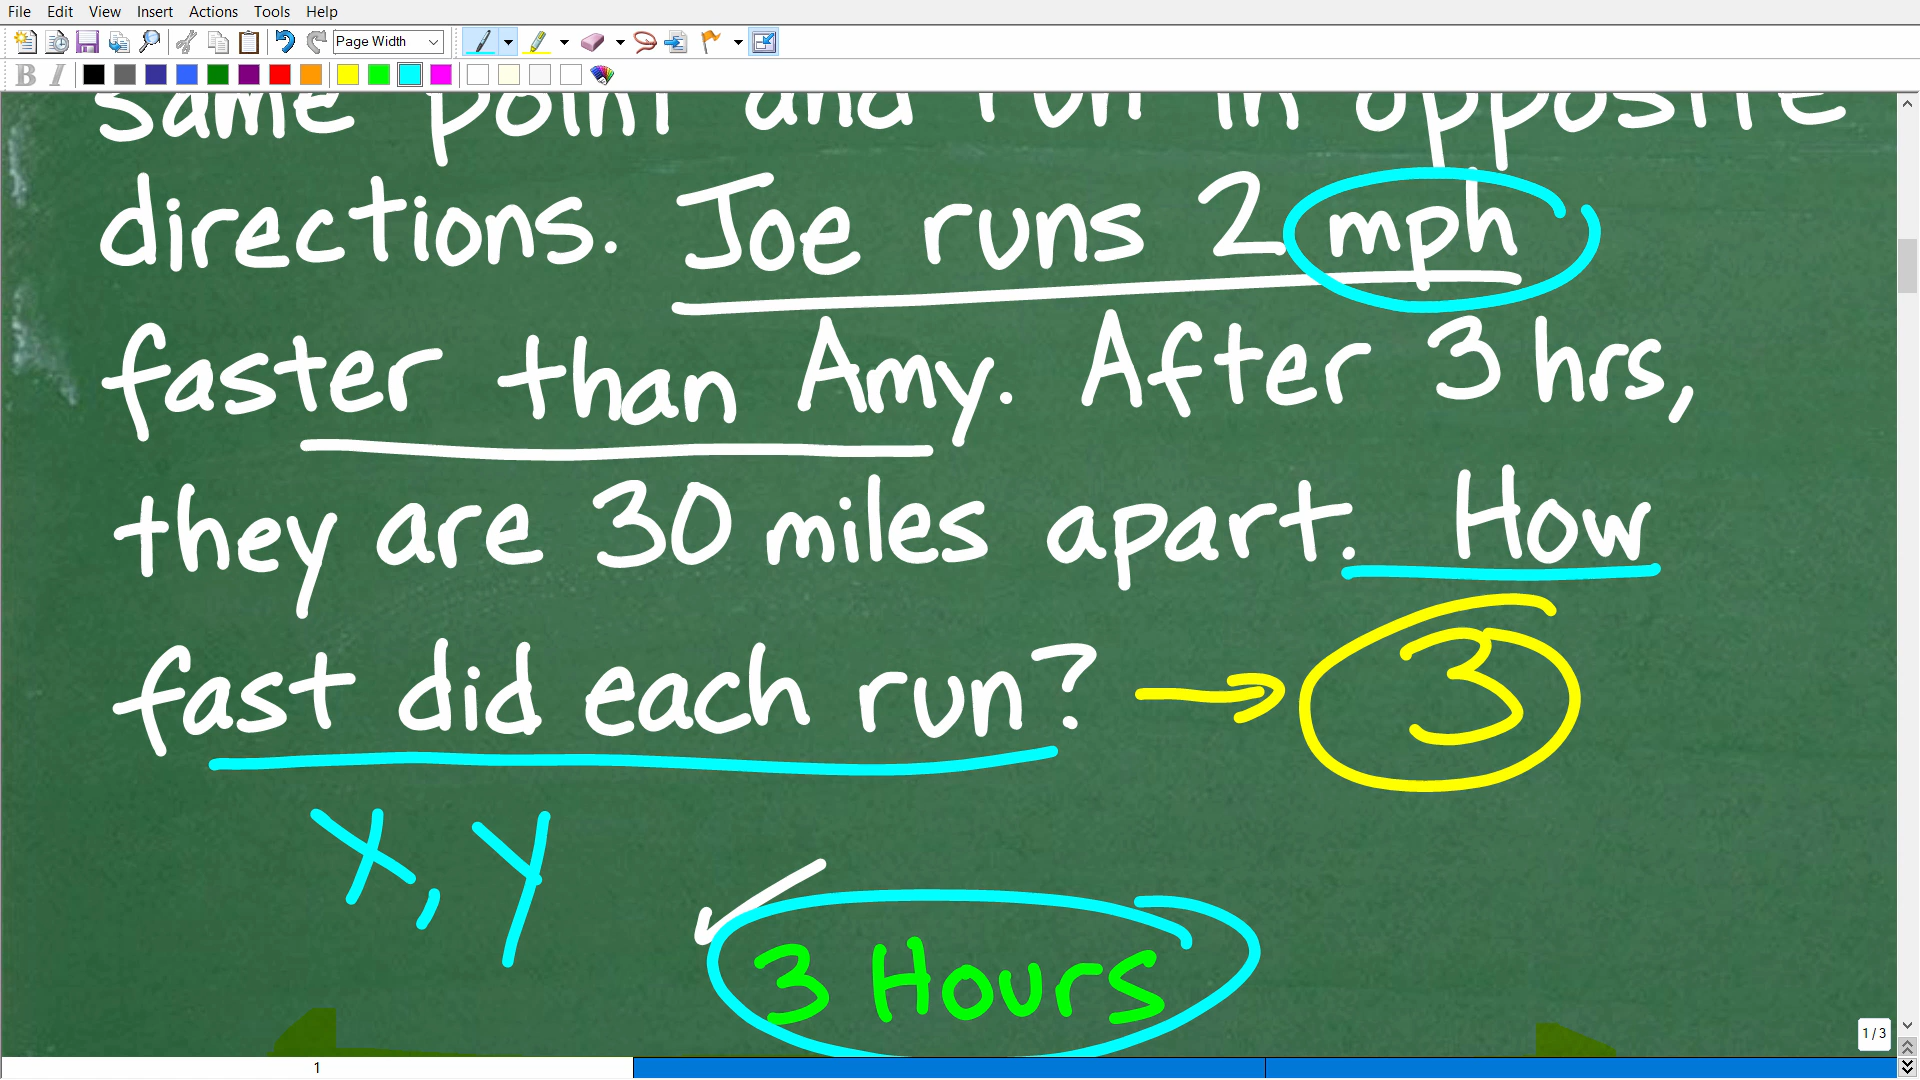 File Edit View Insert Actions Tools Help
Page Width
B I
same point and run in opposite
directions. Joe runs 2 mph
faster than Amy. After 3 hrs,
they are 30 miles apart. How
fast did each run? → 3
x, y
3 Hours
1 / 3
1